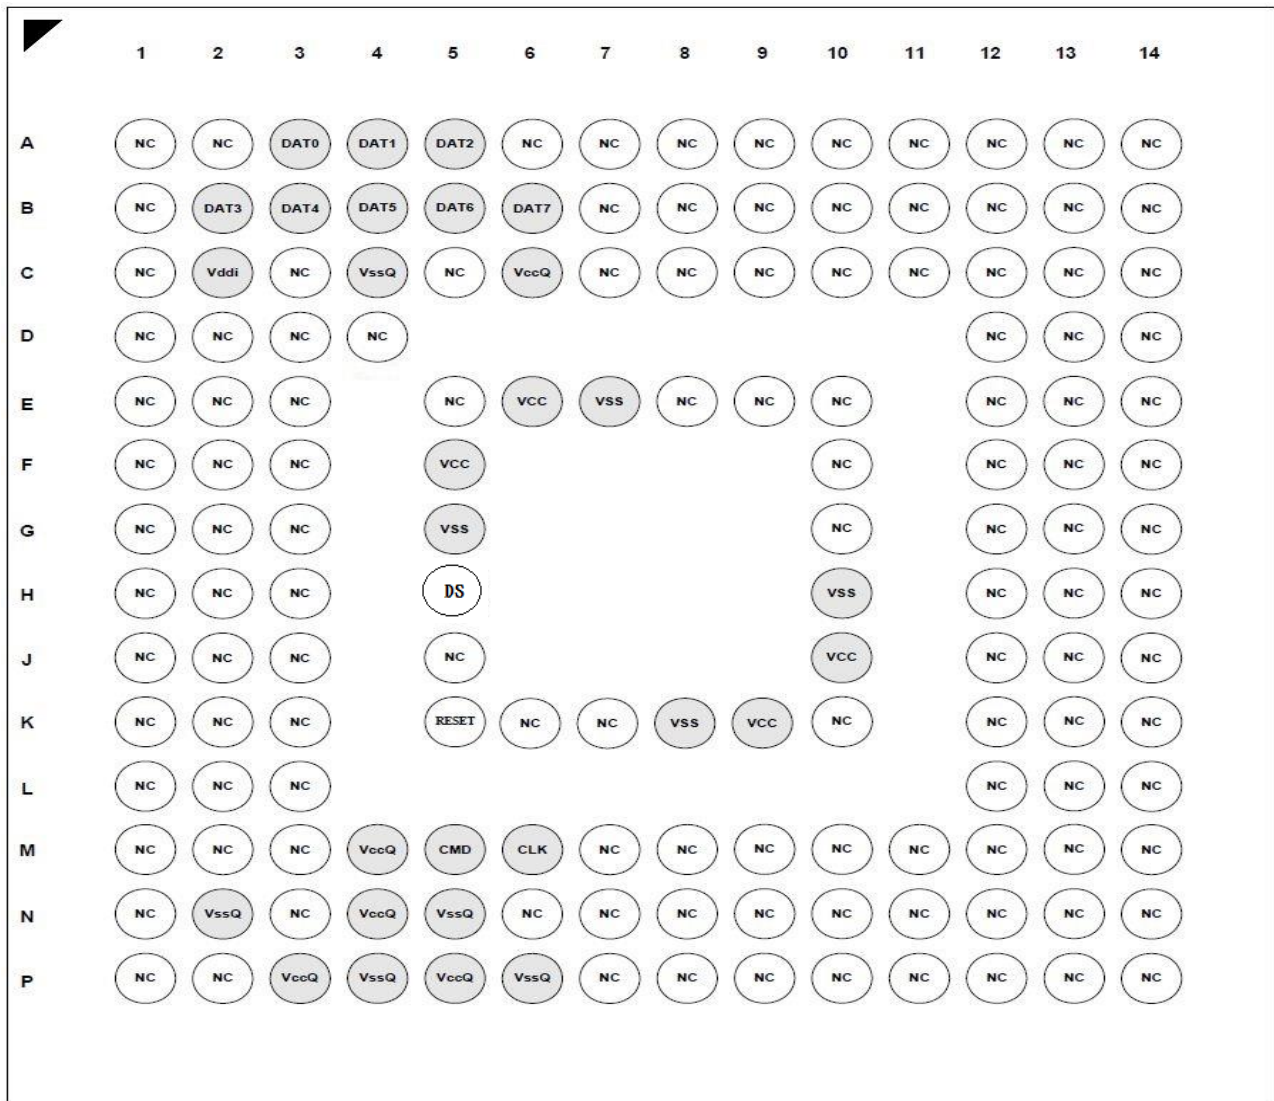 1 2 3 4 5 6 7 8 9 10 11 12 13 14
A NC NC DAT0 DAT1 DAT2 NC NC NC NC NC NC NC NC NC
B NC DAT3 DAT4 DAT5 DAT6 DAT7 NC NC NC NC NC NC NC NC
C NC Vddi NC VssQ NC VccQ NC NC NC NC NC NC NC NC
D NC NC NC NC NC NC NC
E NC NC NC NC VCC VSS NC NC NC NC NC NC
F NC NC NC VCC NC NC NC NC
G NC NC NC VSS NC NC NC NC
H NC NC NC DS VSS NC NC NC
J NC NC NC NC VCC NC NC NC
K NC NC NC RESET NC NC VSS VCC NC NC NC NC
L NC NC NC NC NC NC
M NC NC NC VccQ CMD CLK NC NC NC NC NC NC NC NC
N NC VssQ NC VccQ VssQ NC NC NC NC NC NC NC NC NC
P NC NC VccQ VssQ VccQ VssQ NC NC NC NC NC NC NC NC